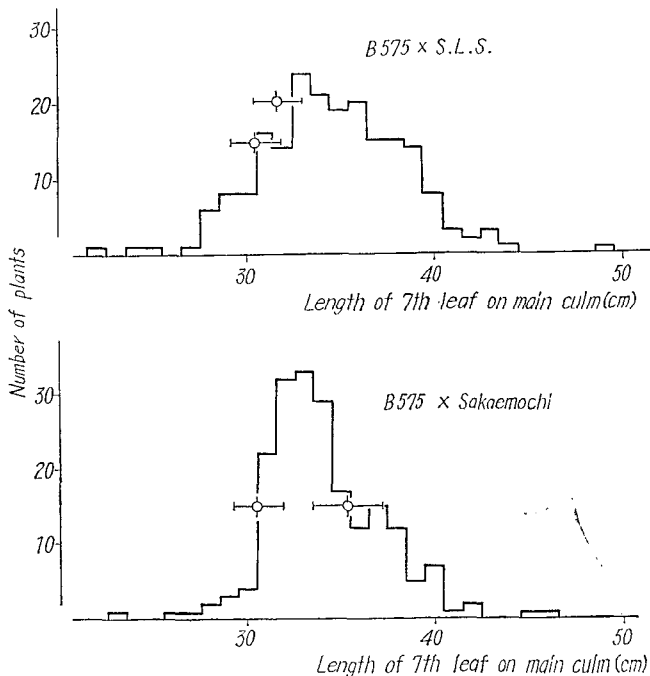 30
B575 × S.L.S.
20
10
30
40
50
Length of 7th leaf on main culm(cm)
Number of plants
30
B575 × Sakaemochi
20
10
30
40
50
Length of 7th leaf on main culm(cm)